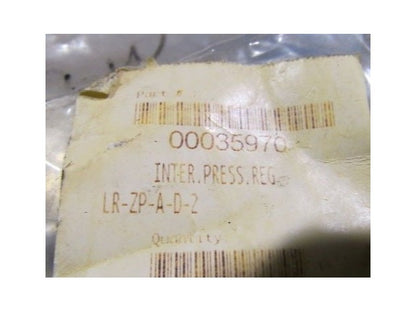 Part #
00035970
INTER.PRESS.REG.
LR-ZP-A-D-2
Quantity